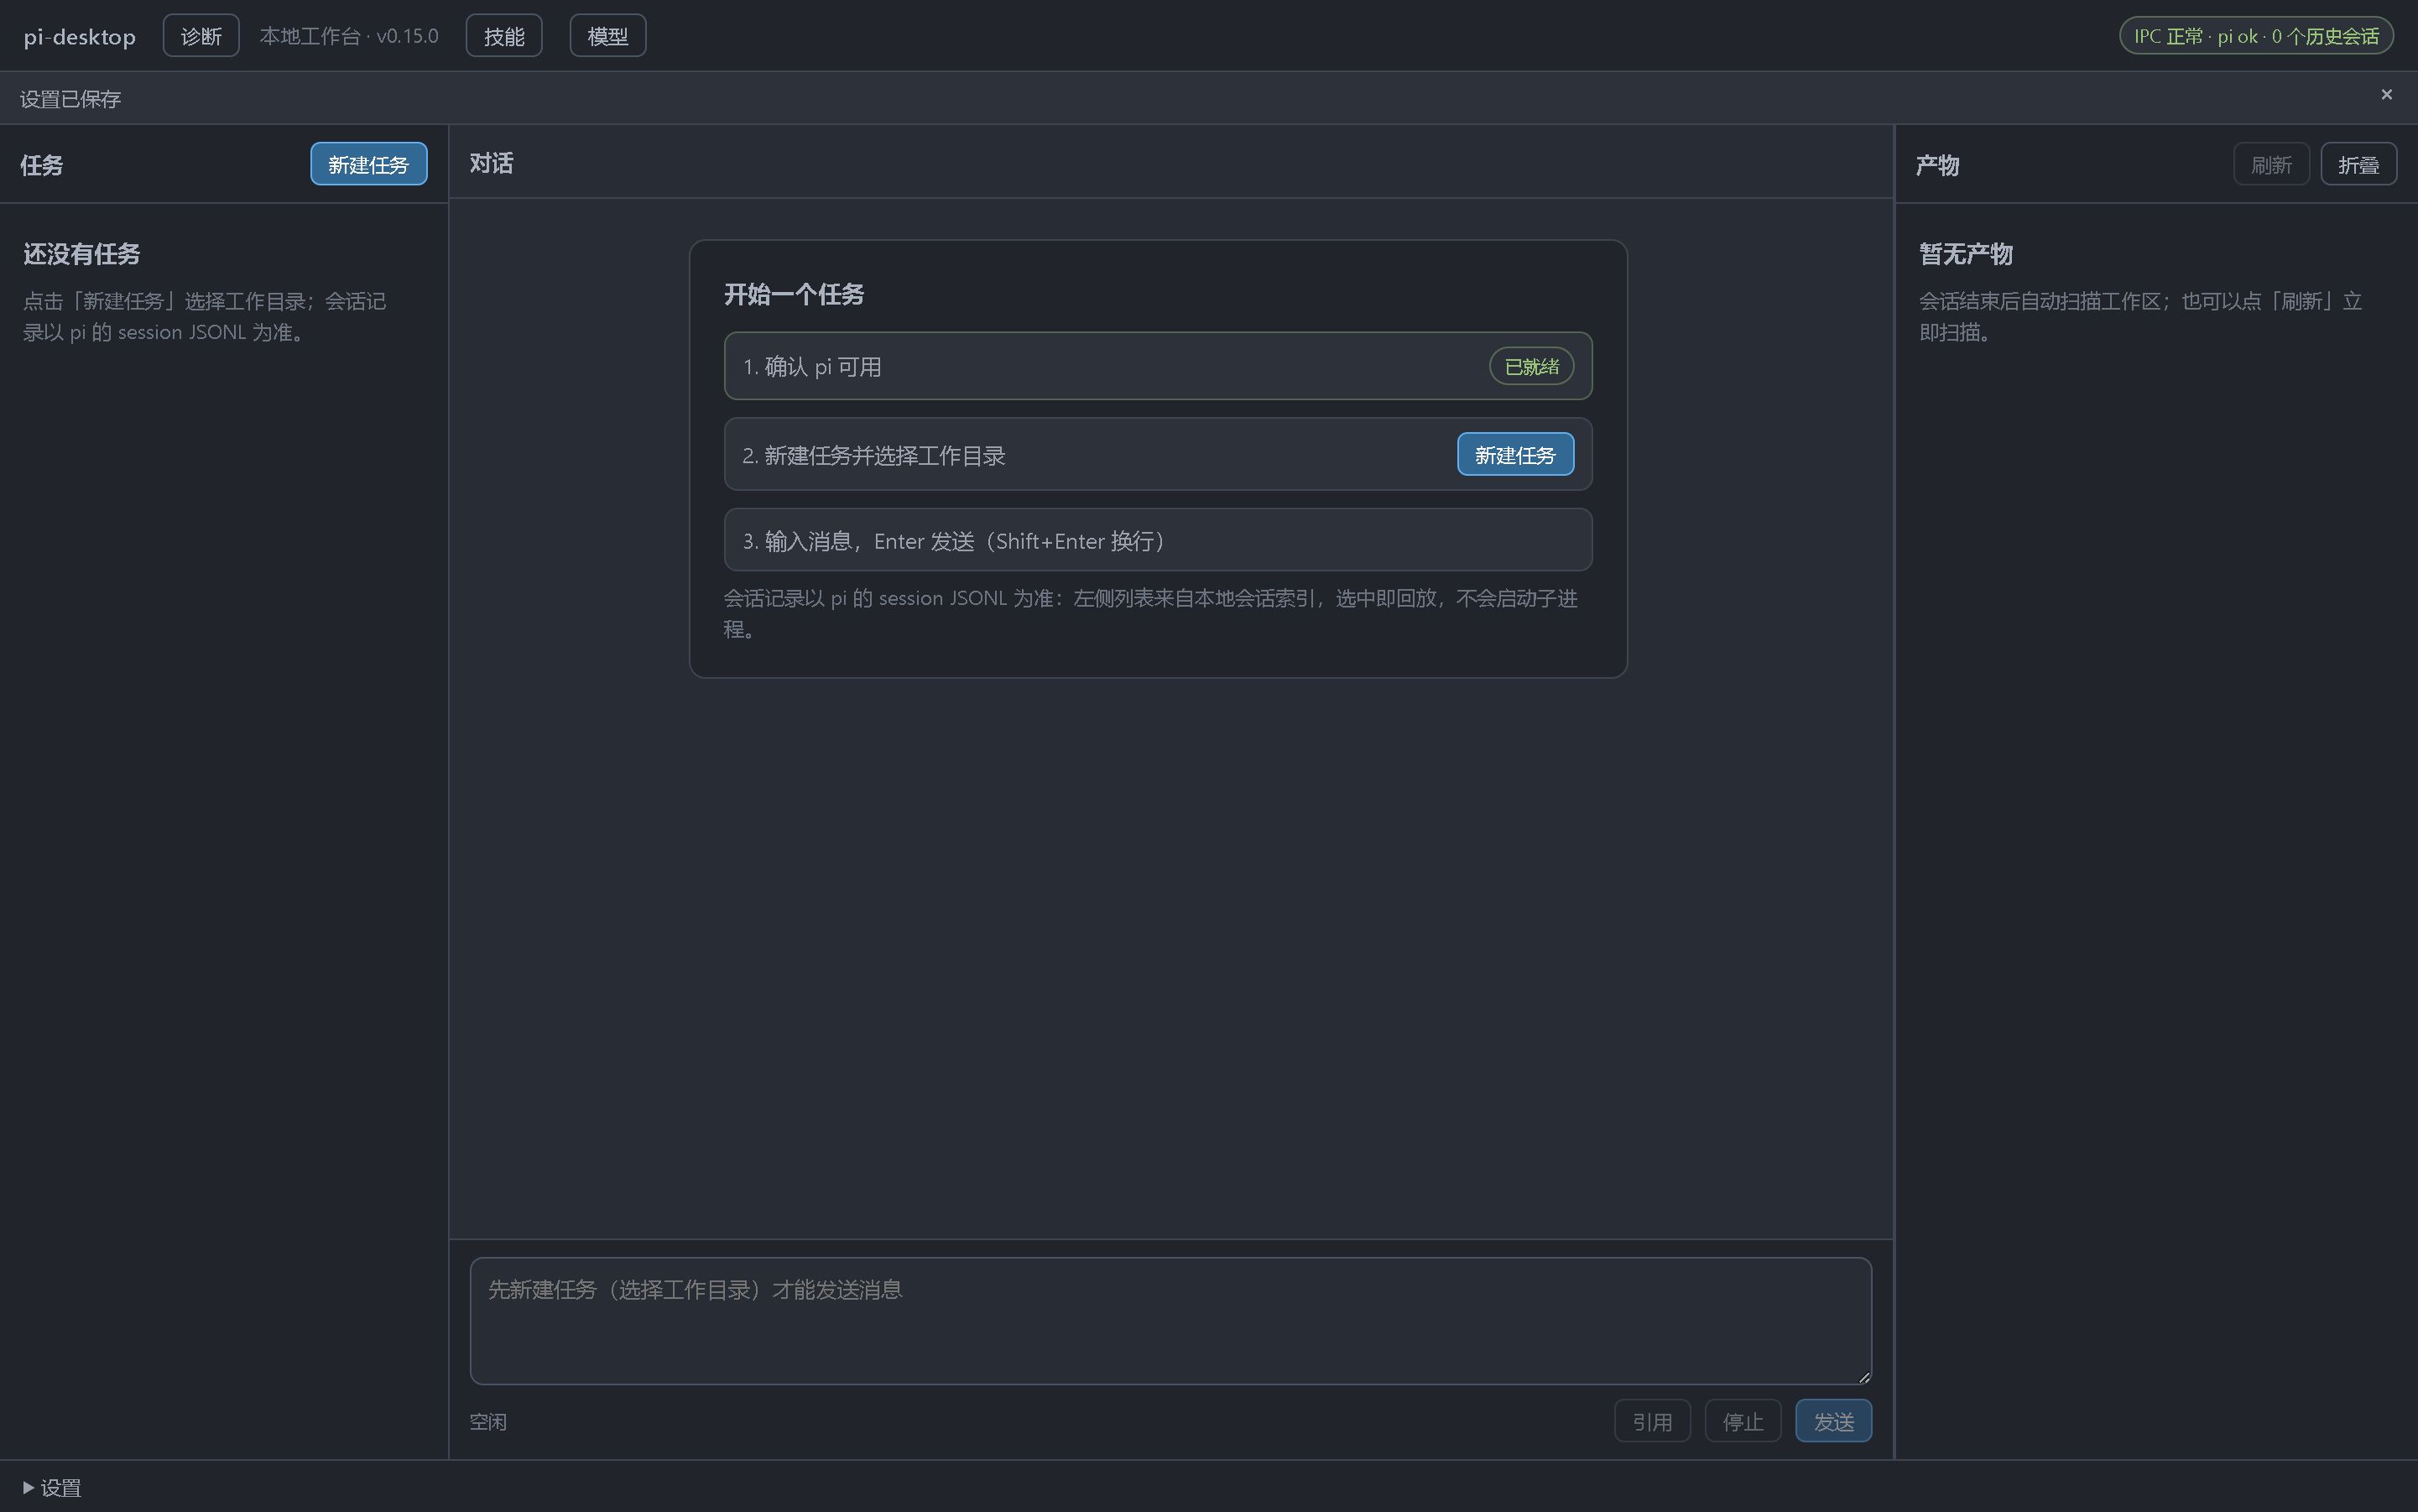 pi-desktop
诊断
本地工作台 · v0.15.0
技能
模型
IPC 正常 · pi ok · 0 个历史会话
设置已保存
×
任务
新建任务
还没有任务
点击「新建任务」选择工作目录；会话记
录以 pi 的 session JSONL 为准。
对话
开始一个任务
1. 确认 pi 可用
已就绪
2. 新建任务并选择工作目录
新建任务
3. 输入消息，Enter 发送（Shift+Enter 换行）
会话记录以 pi 的 session JSONL 为准：左侧列表来自本地会话索引，选中即回放，不会启动子进
程。
先新建任务（选择工作目录）才能发送消息
空闲
引用
停止
发送
产物
刷新
折叠
暂无产物
会话结束后自动扫描工作区；也可以点「刷新」立
即扫描。
设置